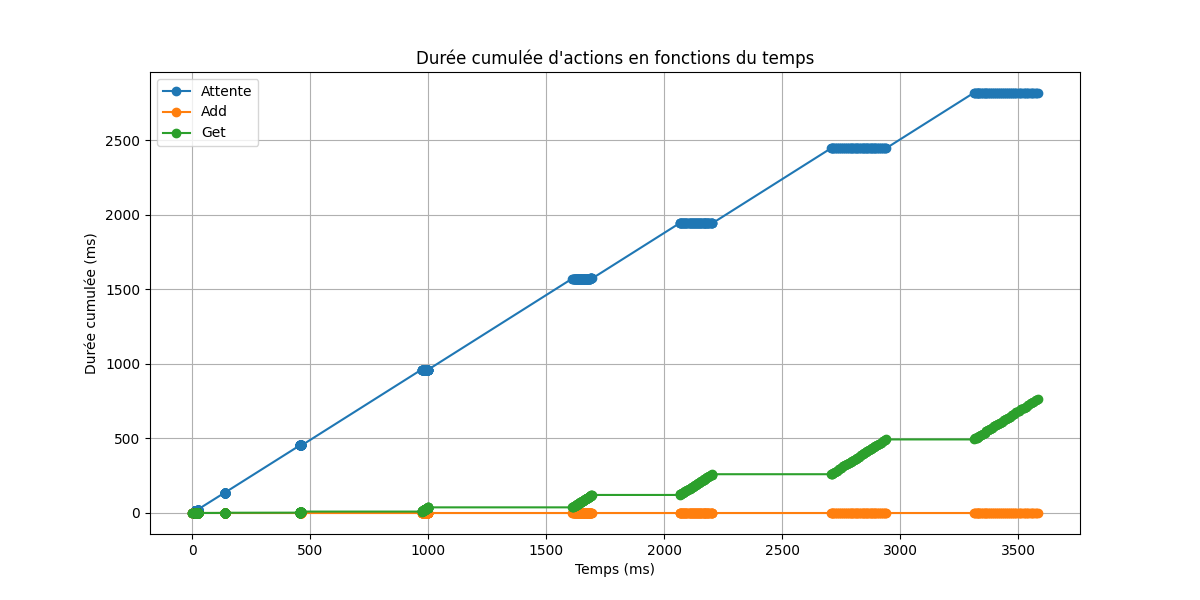 Durée cumulée d'actions en fonctions du temps
Attente
Add
Get
Durée cumulée (ms)
2500
2000
1500
1000
500
0
0 500 1000 1500 2000 2500 3000 3500
Temps (ms)